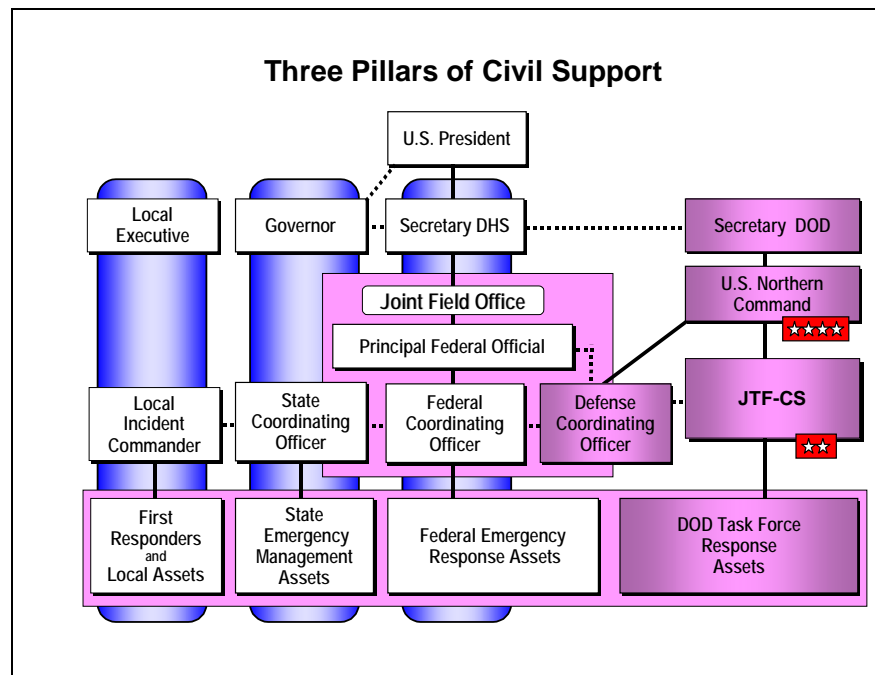 Three Pillars of Civil Support
U.S. President
Local
Executive
Governor
Secretary DHS
Secretary DOD
U.S. Northern
Command
Joint Field Office
Principal Federal Official
Local
Incident
Commander
State
Coordinating
Officer
Federal
Coordinating
Officer
Defense
Coordinating
Officer
JTF-CS
First
Responders
and
Local Assets
State
Emergency
Management
Assets
Federal Emergency
Response Assets
DOD Task Force
Response
Assets